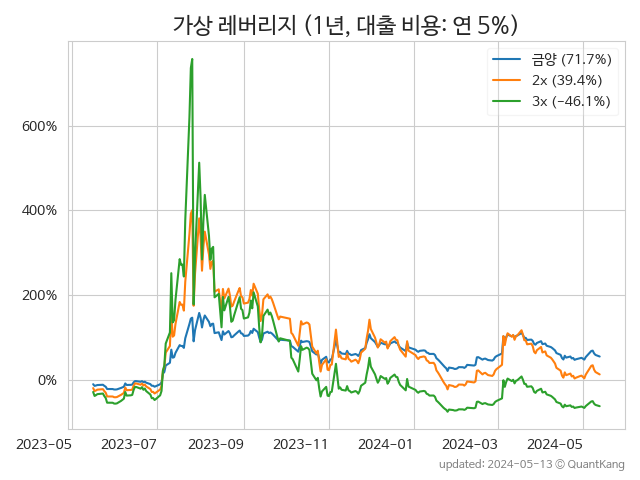 가상 레버리지 (1년, 대출 비용: 연 5%)
금양 (71.7%)
2x (39.4%)
3x (−46.1%)
600%
400%
200%
0%
2023-05 2023-07 2023-09 2023-11 2024-01 2024-03 2024-05
updated: 2024-05-13 © QuantKang